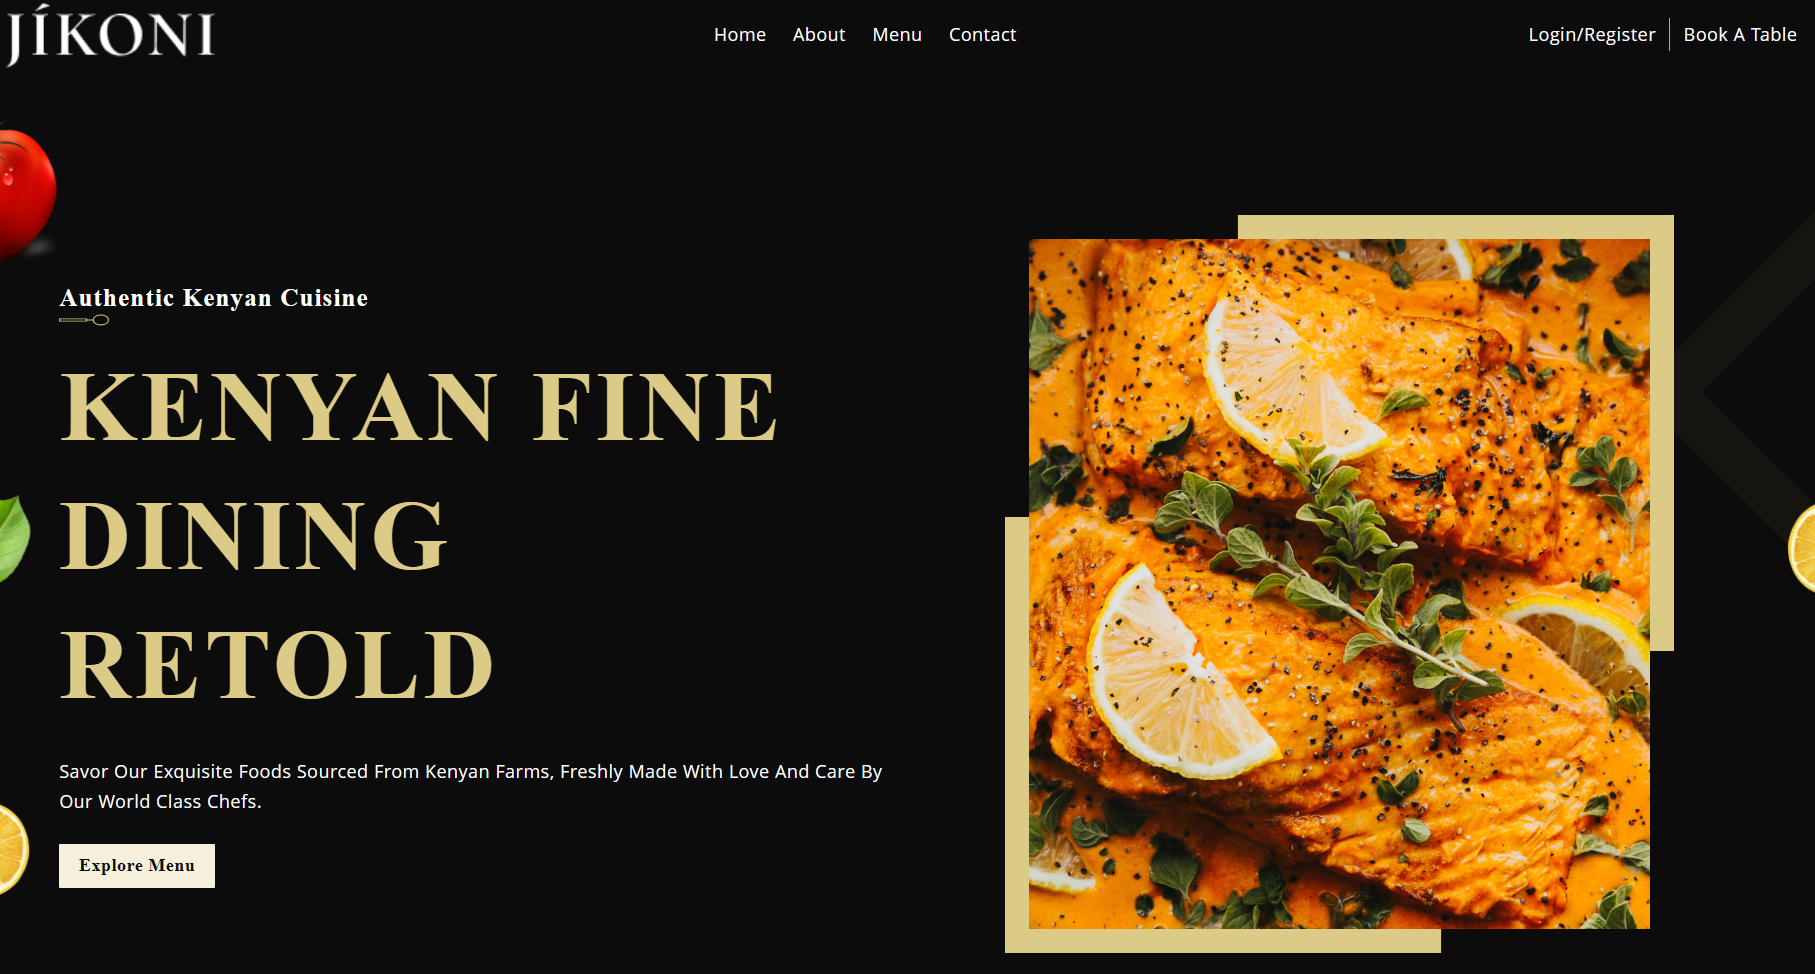 JÍKONI
Home About Menu Contact
Login/Register Book A Table
Authentic Kenyan Cuisine
KENYAN FINE
DINING
RETOLD
Savor Our Exquisite Foods Sourced From Kenyan Farms, Freshly Made With Love And Care By
Our World Class Chefs.
Explore Menu